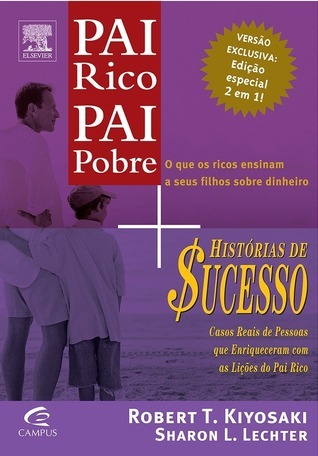 ELSEVIER
PAI
Rico
PAI
Pobre
VERSÃO
EXCLUSIVA:
Edição
especial
2 em 1!
O que os ricos ensinam
a seus filhos sobre dinheiro
HISTÓRIAS DE
$UCESSO
Casos Reais de Pessoas
que Enriqueceram com
as Lições do Pai Rico
CAMPUS
ROBERT T. KIYOSAKI
SHARON L. LECHTER